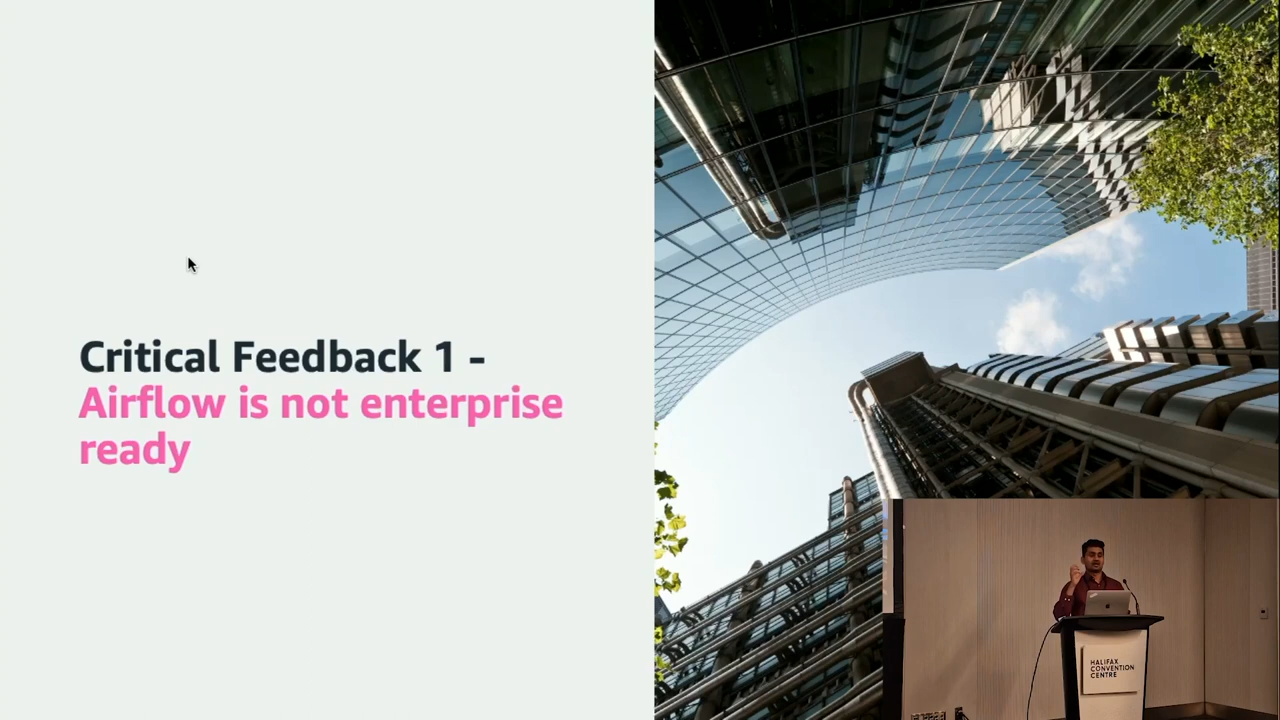 Critical Feedback 1 -
Airflow is not enterprise
ready
HALIFAX
CONVENTION
CENTRE